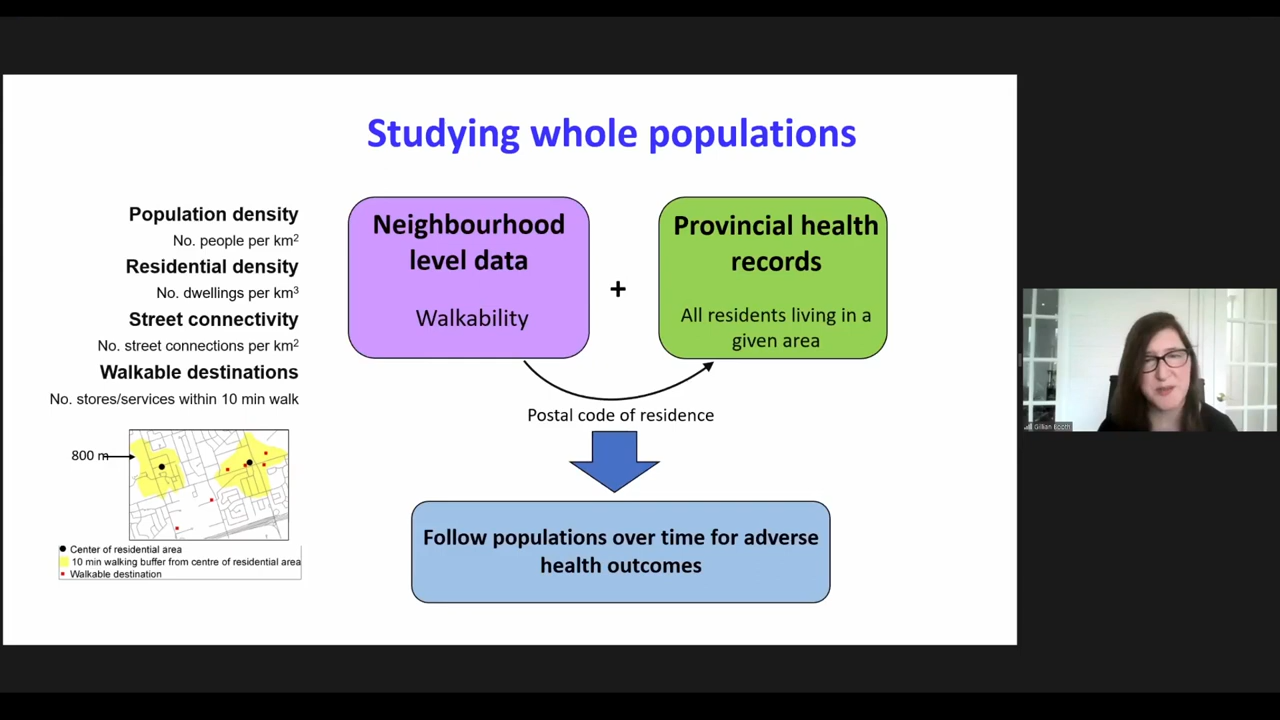 Studying whole populations
Population density
No. people per km²
Residential density
No. dwellings per km³
Street connectivity
No. street connections per km²
Walkable destinations
No. stores/services within 10 min walk
800 m
Center of residential area
10 min walking buffer from centre of residential area
Walkable destination
Neighbourhood
level data
Walkability
+
Provincial health
records
All residents living in a
given area
Postal code of residence
Follow populations over time for adverse
health outcomes
Gillian Booth